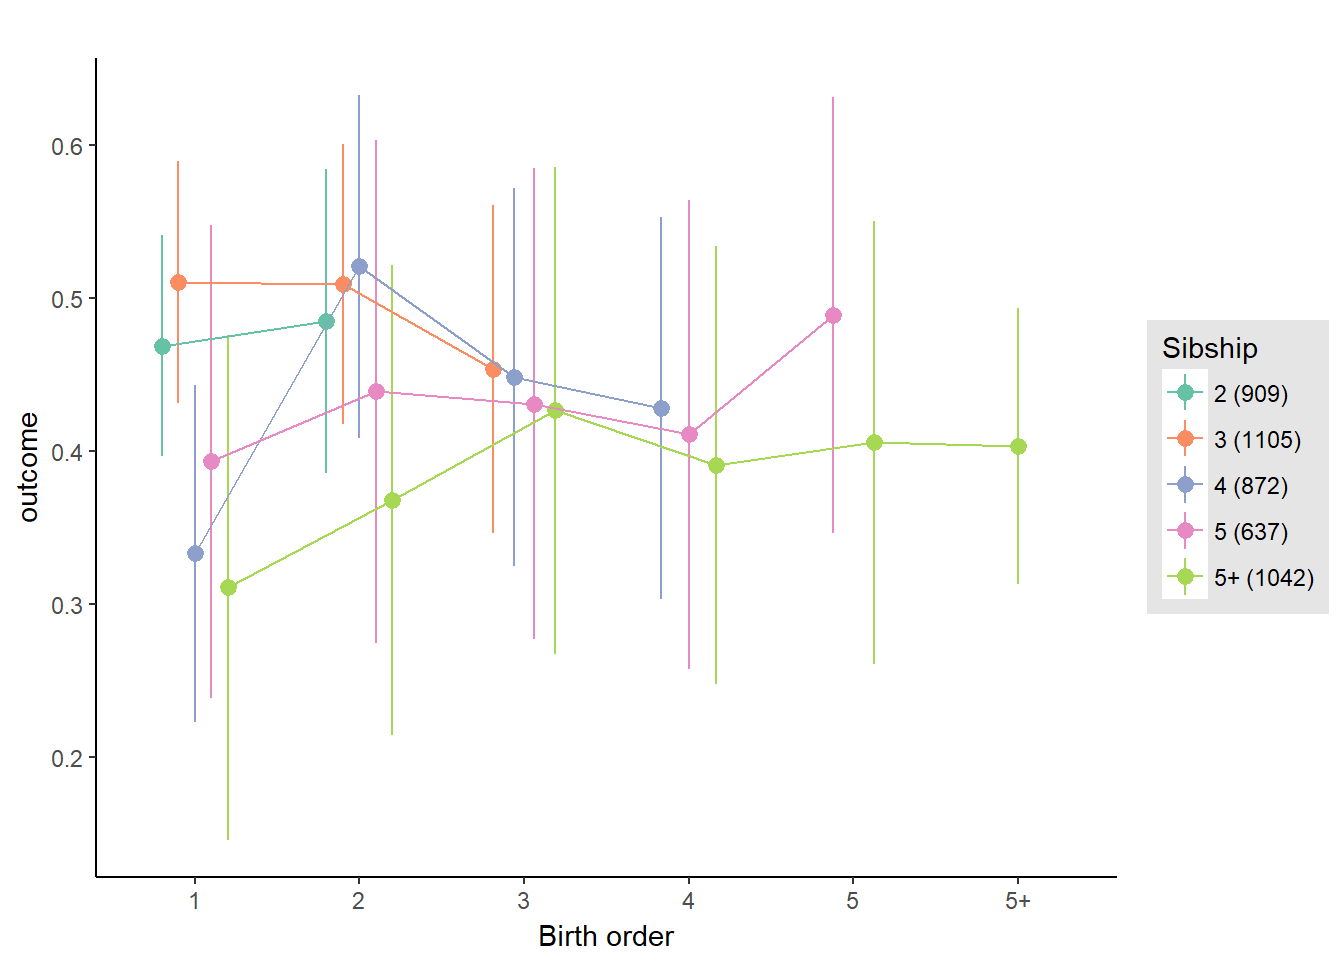 0.6
0.5
0.4
0.3
0.2
outcome
1 2 3 4 5 5+
Birth order
Sibship
2 (909)
3 (1105)
4 (872)
5 (637)
5+ (1042)